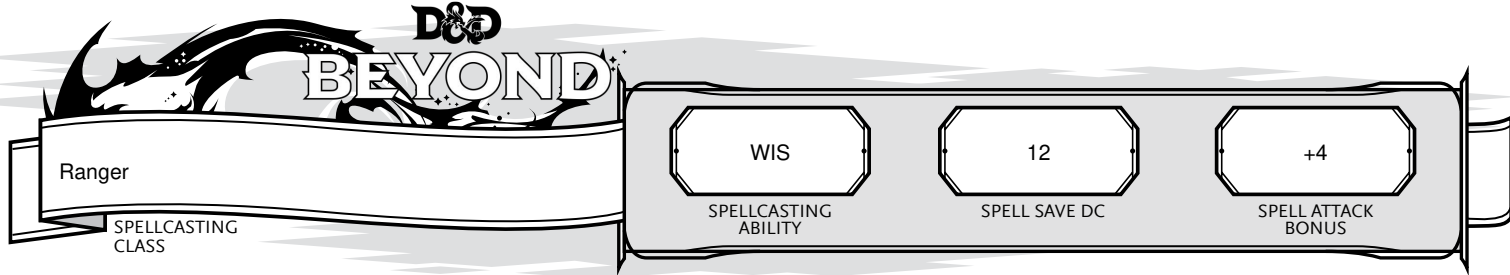 D&D
BEYOND
Ranger
SPELLCASTING
CLASS
WIS
SPELLCASTING
ABILITY
12
SPELL SAVE DC
+4
SPELL ATTACK
BONUS